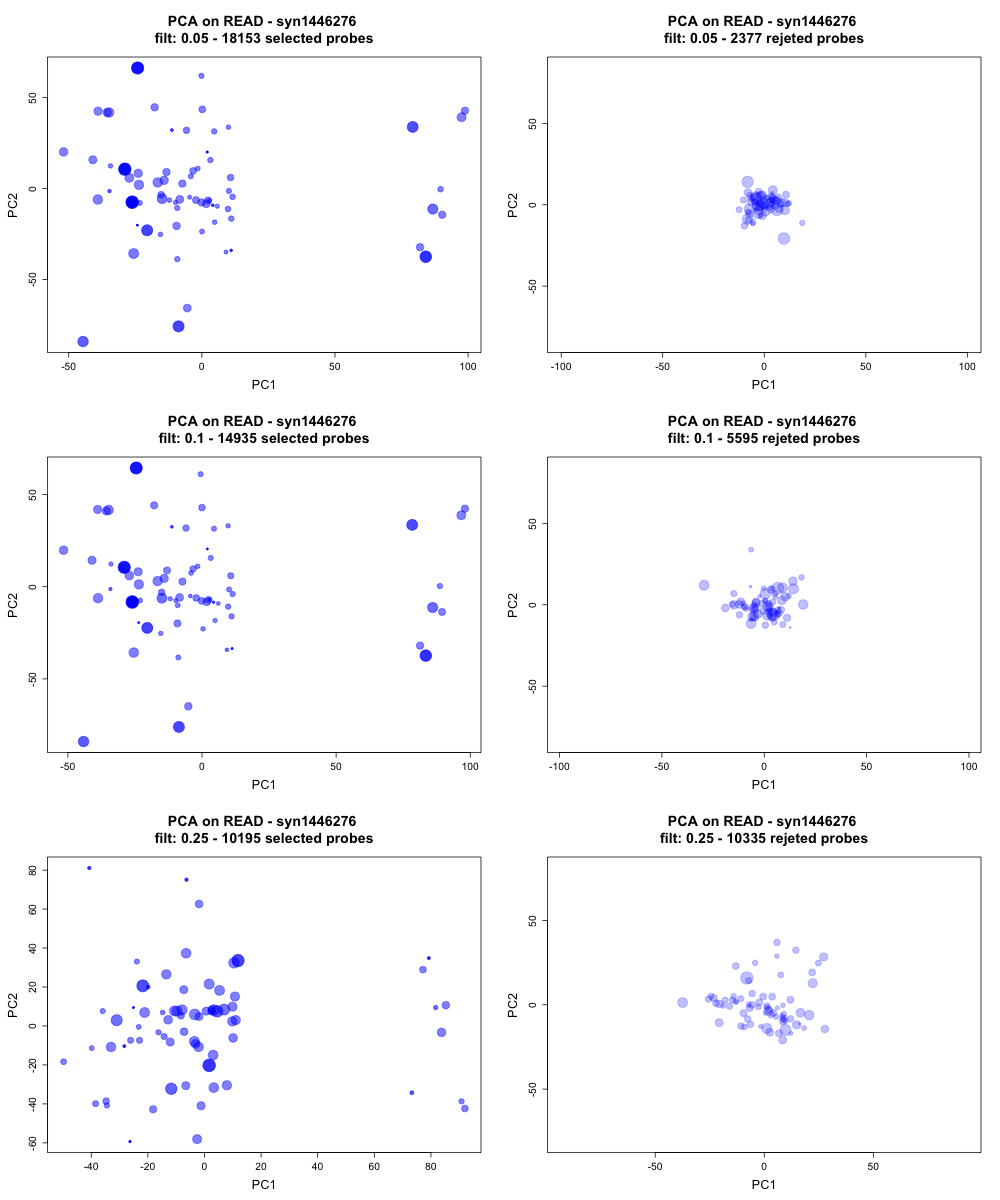 PCA on READ - syn1446276
filt: 0.05 - 18153 selected probes
50
0
-50
PC2
-50
0
50
100
PC1
PCA on READ - syn1446276
filt: 0.05 - 2377 rejeted probes
50
0
-50
PC2
-100
-50
0
50
100
PC1
PCA on READ - syn1446276
filt: 0.1 - 14935 selected probes
50
0
-50
PC2
-50
0
50
100
PC1
PCA on READ - syn1446276
filt: 0.1 - 5595 rejeted probes
50
0
-50
PC2
-100
-50
0
50
100
PC1
PCA on READ - syn1446276
filt: 0.25 - 10195 selected probes
80
60
40
20
0
-20
-40
-60
PC2
-40
-20
0
20
40
60
80
PC1
PCA on READ - syn1446276
filt: 0.25 - 10335 rejeted probes
50
0
-50
PC2
-50
0
50
PC1